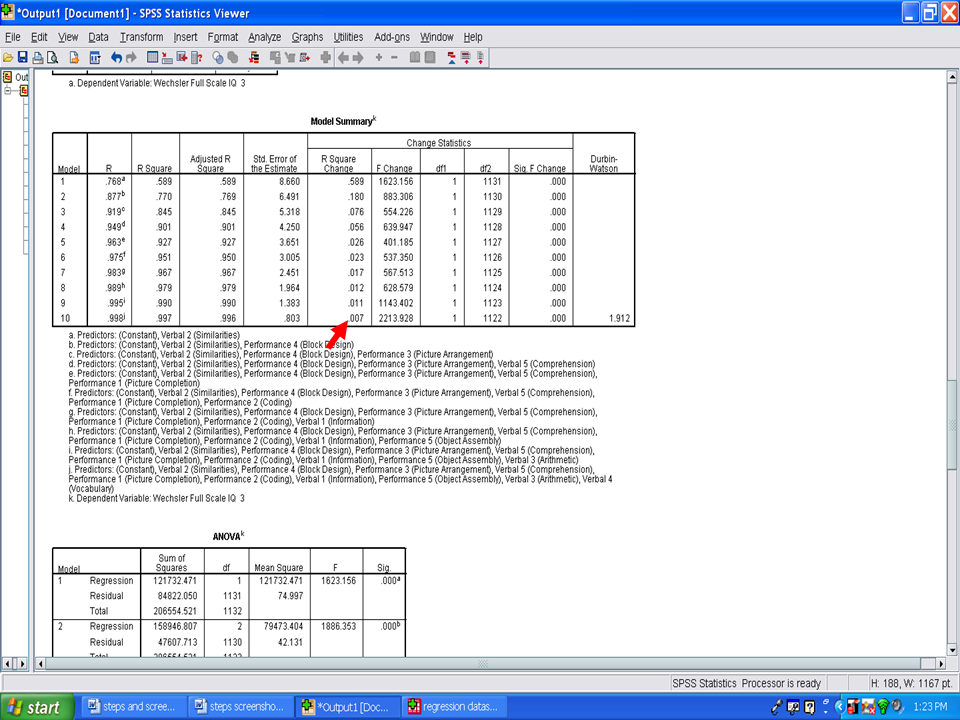 *Output1 [Document1] - SPSS Statistics Viewer
File Edit View Data Transform Insert Format Analyze Graphs Utilities Add-ons Window Help
Out
a. Dependent Variable: Wechsler Full Scale IQ 3
Model Summaryk
Change Statistics
Model R R Square Adjusted R Square Std. Error of the Estimate R Square Change F Change df1 df2 Sig. F Change Durbin-Watson
1 .768a .589 .589 8.660 .589 1623.156 1 1131 .000
2 .877b .770 .769 6.491 .180 883.306 1 1130 .000
3 .919c .845 .845 5.318 .076 554.226 1 1129 .000
4 .949d .901 .901 4.250 .056 639.947 1 1128 .000
5 .963e .927 .927 3.651 .026 401.185 1 1127 .000
6 .975f .951 .950 3.005 .023 537.350 1 1126 .000
7 .983g .967 .967 2.451 .017 567.513 1 1125 .000
8 .989h .979 .979 1.964 .012 628.579 1 1124 .000
9 .995i .990 .990 1.383 .011 1143.402 1 1123 .000
10 .998j .997 .996 .803 .007 2213.928 1 1122 .000 1.912
a. Predictors: (Constant), Verbal 2 (Similarities)
b. Predictors: (Constant), Verbal 2 (Similarities), Performance 4 (Block Design)
c. Predictors: (Constant), Verbal 2 (Similarities), Performance 4 (Block Design), Performance 3 (Picture Arrangement)
d. Predictors: (Constant), Verbal 2 (Similarities), Performance 4 (Block Design), Performance 3 (Picture Arrangement), Verbal 5 (Comprehension)
e. Predictors: (Constant), Verbal 2 (Similarities), Performance 4 (Block Design), Performance 3 (Picture Arrangement), Verbal 5 (Comprehension),
Performance 1 (Picture Completion)
f. Predictors: (Constant), Verbal 2 (Similarities), Performance 4 (Block Design), Performance 3 (Picture Arrangement), Verbal 5 (Comprehension),
Performance 1 (Picture Completion), Performance 2 (Coding)
g. Predictors: (Constant), Verbal 2 (Similarities), Performance 4 (Block Design), Performance 3 (Picture Arrangement), Verbal 5 (Comprehension),
Performance 1 (Picture Completion), Performance 2 (Coding), Verbal 1 (Information)
h. Predictors: (Constant), Verbal 2 (Similarities), Performance 4 (Block Design), Performance 3 (Picture Arrangement), Verbal 5 (Comprehension),
Performance 1 (Picture Completion), Performance 2 (Coding), Verbal 1 (Information), Performance 5 (Object Assembly)
i. Predictors: (Constant), Verbal 2 (Similarities), Performance 4 (Block Design), Performance 3 (Picture Arrangement), Verbal 5 (Comprehension),
Performance 1 (Picture Completion), Performance 2 (Coding), Verbal 1 (Information), Performance 5 (Object Assembly), Verbal 3 (Arithmetic)
j. Predictors: (Constant), Verbal 2 (Similarities), Performance 4 (Block Design), Performance 3 (Picture Arrangement), Verbal 5 (Comprehension),
Performance 1 (Picture Completion), Performance 2 (Coding), Verbal 1 (Information), Performance 5 (Object Assembly), Verbal 3 (Arithmetic), Verbal 4
(Vocabulary)
k. Dependent Variable: Wechsler Full Scale IQ 3
ANOVAk
Model Sum of Squares df Mean Square F Sig.
1 Regression 121732.471 1 121732.471 1623.156 .000a
Residual 84822.050 1131 74.997
Total 206554.521 1132
2 Regression 158946.807 2 79473.404 1886.353 .000b
Residual 47607.713 1130 42.131
Total 206554.521 1132
SPSS Statistics Processor is ready H: 188, W: 1167 pt.
start steps and scree... steps screensho... *Output1 [Doc... regression datas... 1:23 PM